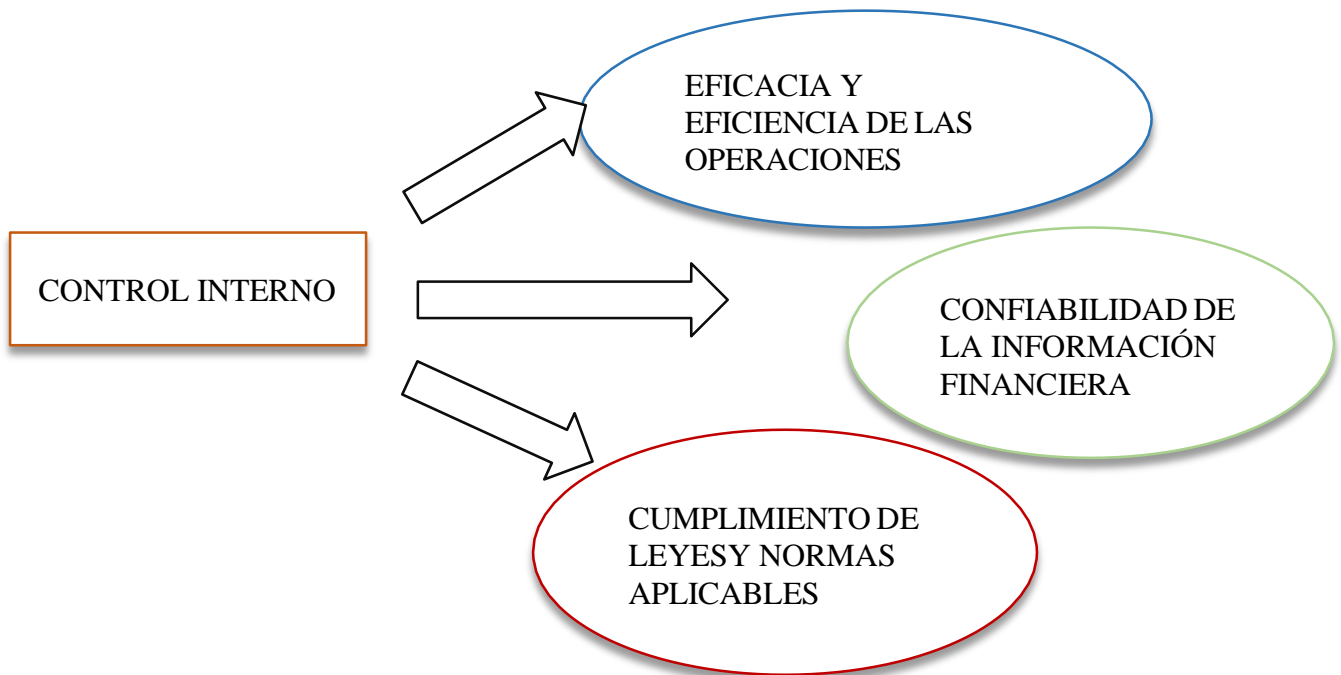 EFICACIA Y
EFICIENCIA DE LAS
OPERACIONES
CONTROL INTERNO
CONFIABILIDAD DE
LA INFORMACIÓN
FINANCIERA
CUMPLIMIENTO DE
LEYESY NORMAS
APLICABLES